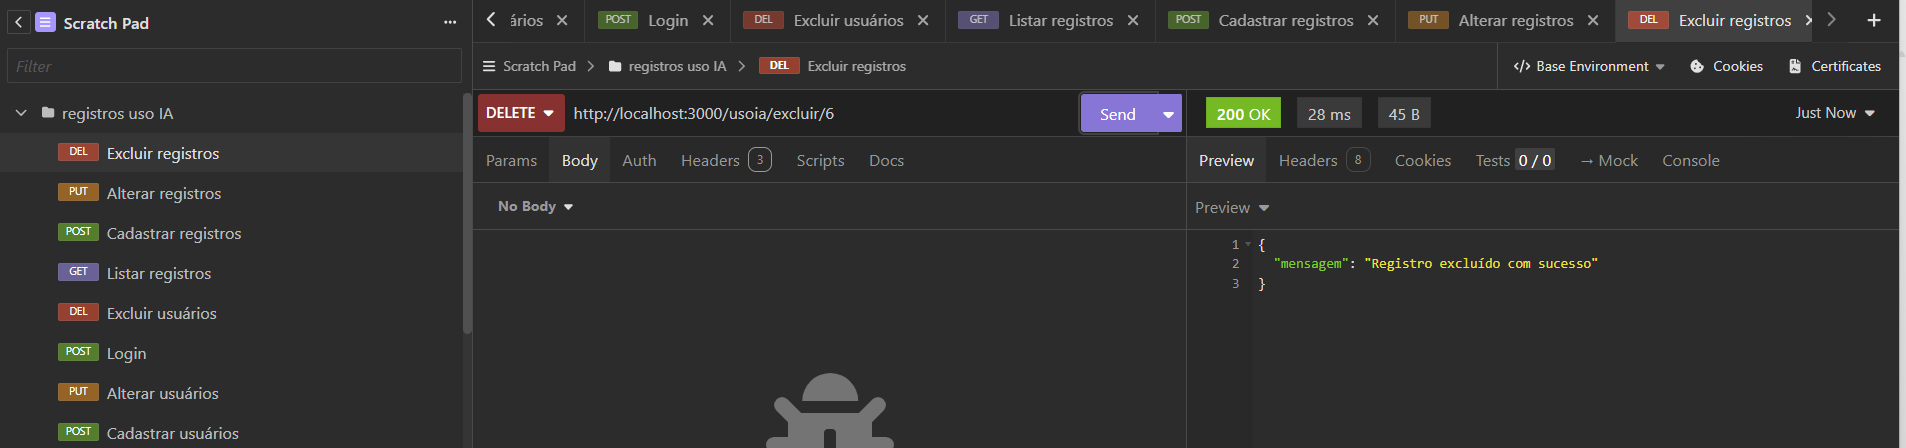 Scratch Pad
ários
POST Login
DEL Excluir usuários
GET Listar registros
POST Cadastrar registros
PUT Alterar registros
DEL Excluir registros
Filter
Scratch Pad
registros uso IA
DEL Excluir registros
Base Environment
Cookies
Certificates
registros uso IA
DEL Excluir registros
PUT Alterar registros
POST Cadastrar registros
GET Listar registros
DEL Excluir usuários
POST Login
PUT Alterar usuários
POST Cadastrar usuários
DELETE http://localhost:3000/usoia/excluir/6
Send
200 OK
28 ms
45 B
Just Now
Params Body Auth Headers 3 Scripts Docs
Preview Headers 8 Cookies Tests 0 / 0 → Mock Console
No Body
Preview
1 {
2 "mensagem": "Registro excluído com sucesso"
3 }